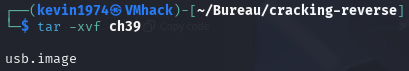 ┌──(kevin1974㉿VMhack)-[~/Bureau/cracking-reverse]
└─$ tar -xvf ch39
usb.image